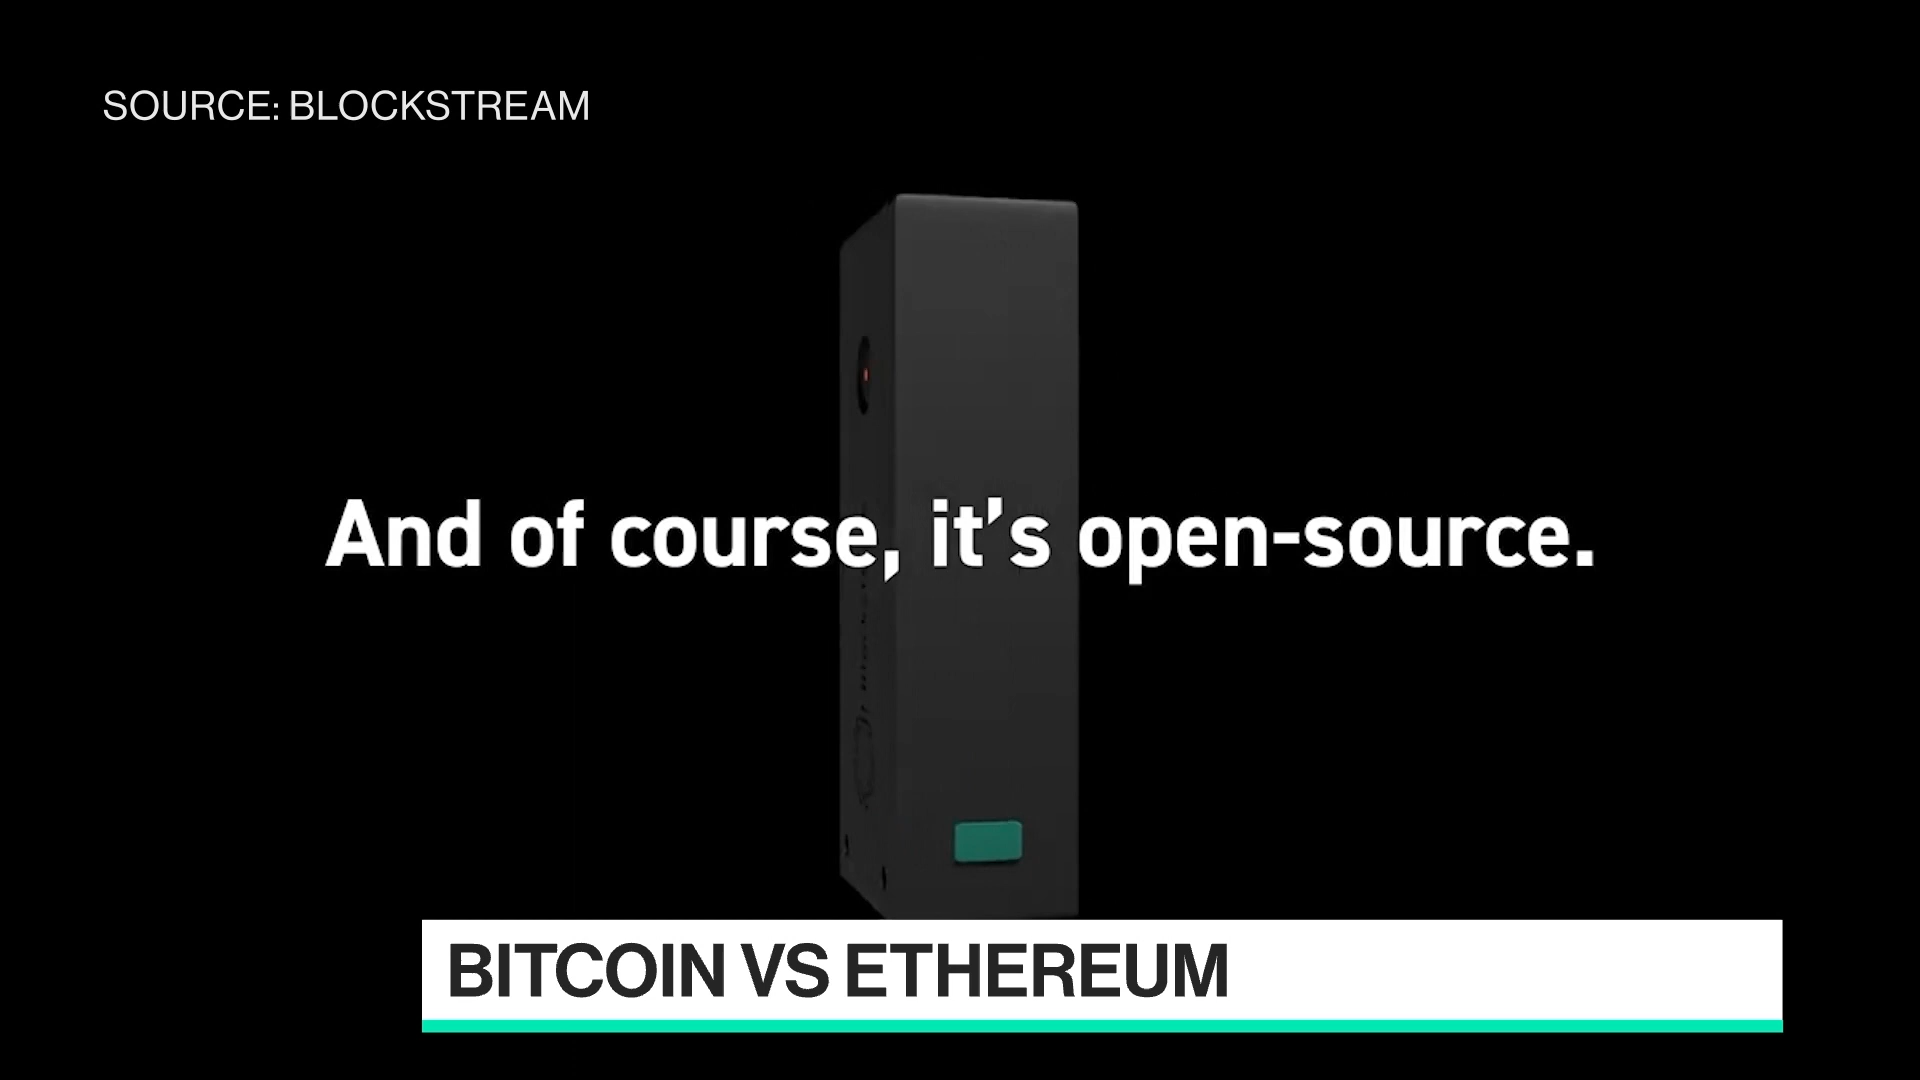 SOURCE: BLOCKSTREAM
And of course, it's open-source.
BITCOIN VS ETHEREUM